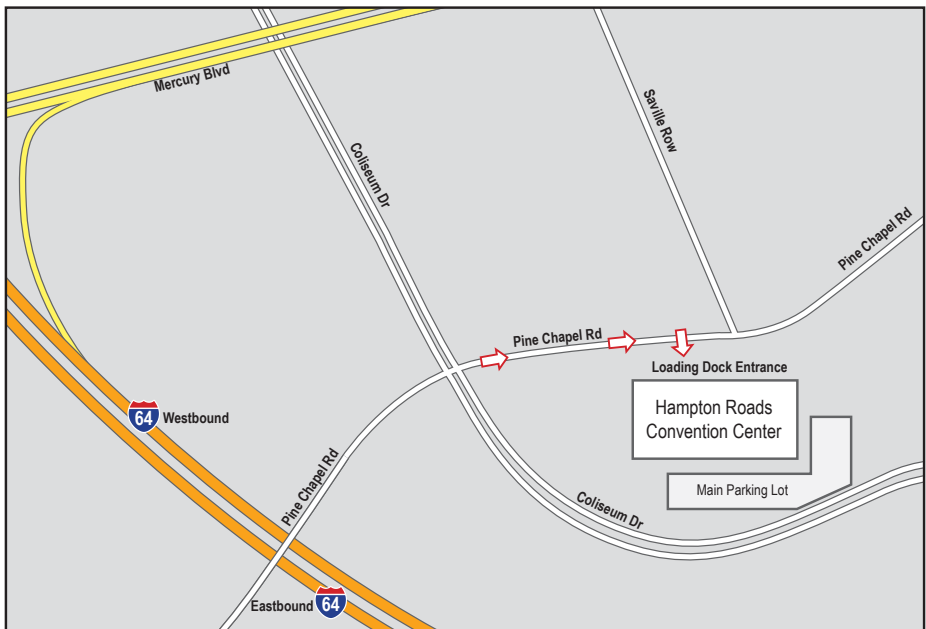 Mercury Blvd
Coliseum Dr
Saville Row
Pine Chapel Rd
Pine Chapel Rd
Loading Dock Entrance
Hampton Roads
Convention Center
64 Westbound
Pine Chapel Rd
Main Parking Lot
Coliseum Dr
Eastbound 64